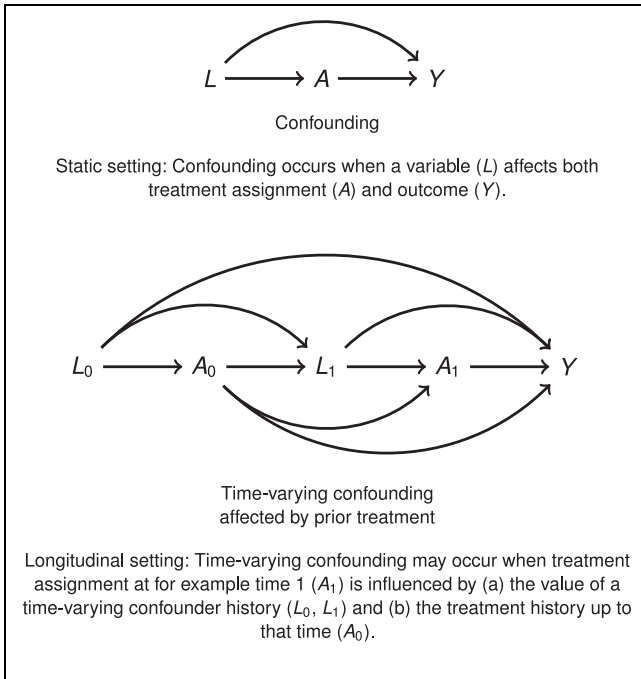 L A Y
Confounding
Static setting: Confounding occurs when a variable (L) affects both
treatment assignment (A) and outcome (Y).
L₀ A₀ L₁ A₁ Y
Time-varying confounding
affected by prior treatment
Longitudinal setting: Time-varying confounding may occur when treatment
assignment at for example time 1 (A₁) is influenced by (a) the value of a
time-varying confounder history (L₀, L₁) and (b) the treatment history up to
that time (A₀).